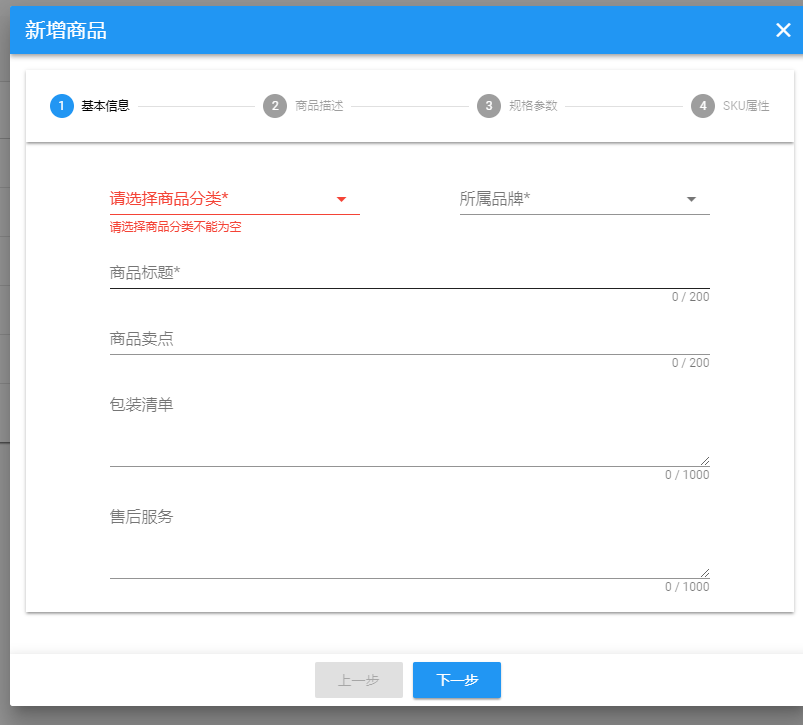 新增商品
1 基本信息 2 商品描述 3 规格参数 4 SKU属性
请选择商品分类* 所属品牌*
请选择商品分类不能为空
商品标题*
0 / 200
商品卖点
0 / 200
包装清单
0 / 1000
售后服务
0 / 1000
上一步 下一步